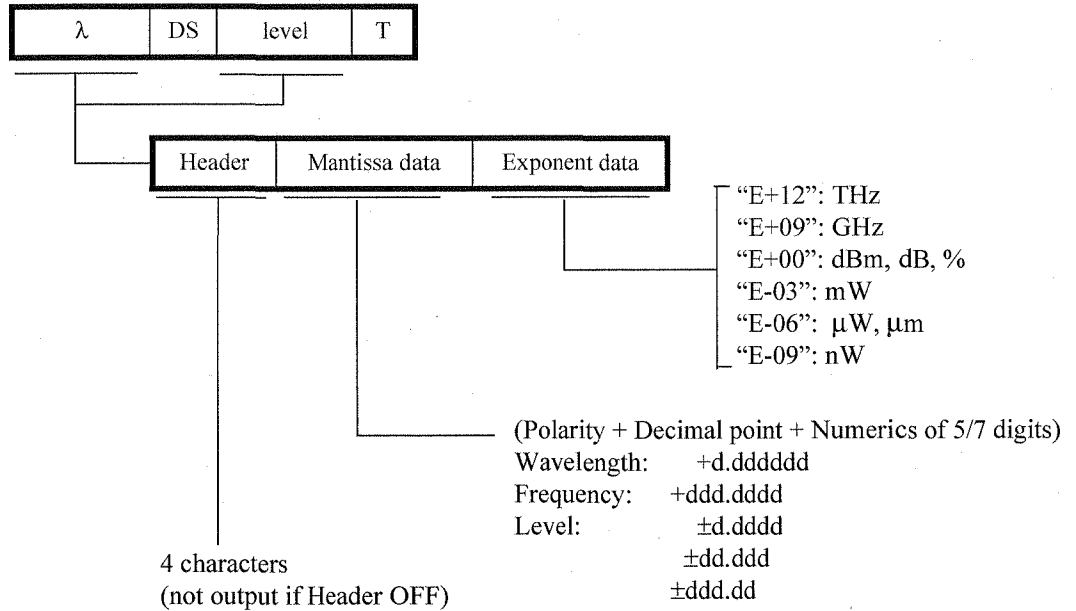 λ DS level T
Header Mantissa data Exponent data
“E+12”: THz
“E+09”: GHz
“E+00”: dBm, dB, %
“E-03”: mW
“E-06”: μW, μm
“E-09”: nW
(Polarity + Decimal point + Numerics of 5/7 digits)
Wavelength: +d.dddddd
Frequency: +ddd.dddd
Level: ±d.dddd
±dd.ddd
±ddd.dd
4 characters
(not output if Header OFF)